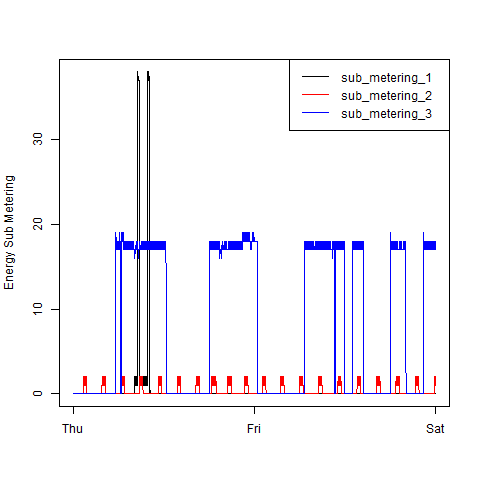 sub_metering_1
sub_metering_2
sub_metering_3
Energy Sub Metering
30
20
10
0
Thu Fri Sat